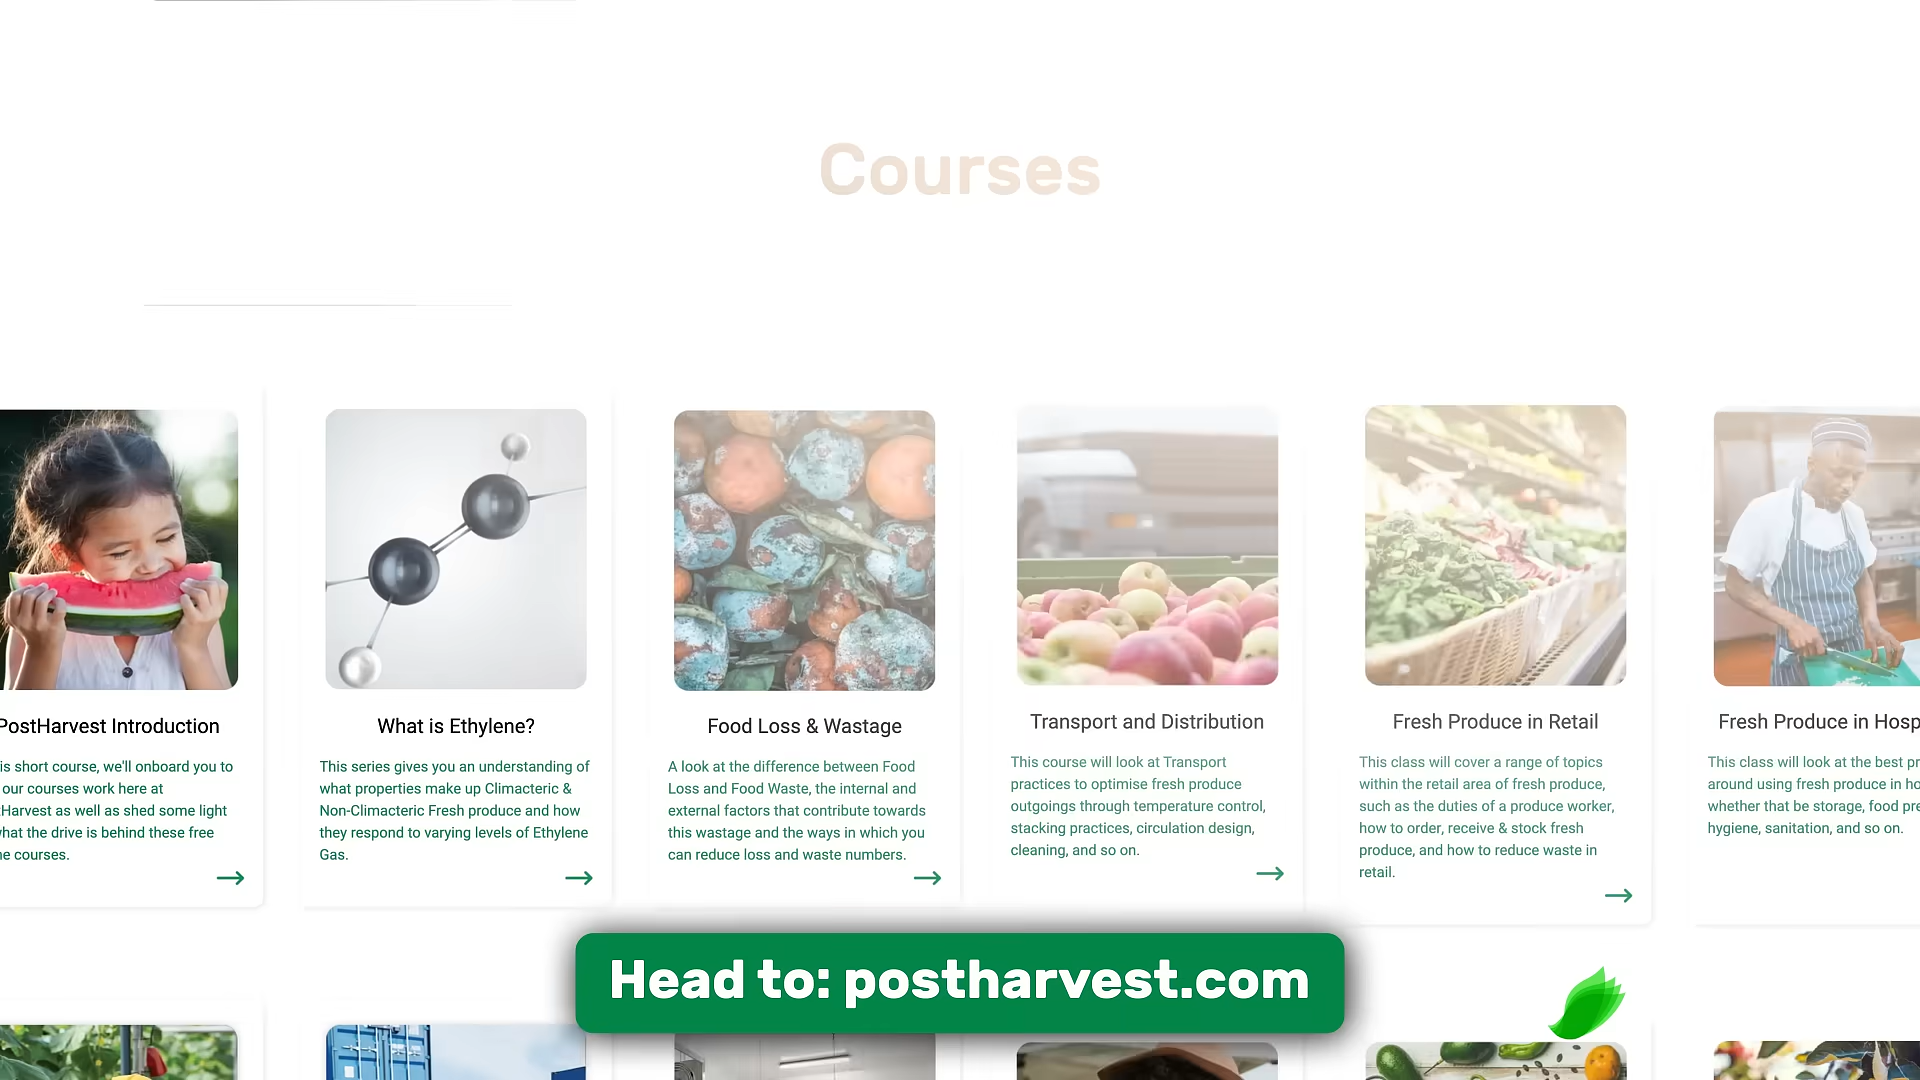 Courses
PostHarvest Introduction
is short course, we'll onboard you to
our courses work here at
Harvest as well as shed some light
what the drive is behind these free
e courses.
What is Ethylene?
This series gives you an understanding of
what properties make up Climacteric &
Non-Climacteric Fresh produce and how
they respond to varying levels of Ethylene
Gas.
Food Loss & Wastage
A look at the difference between Food
Loss and Food Waste, the internal and
external factors that contribute towards
this wastage and the ways in which you
can reduce loss and waste numbers.
Transport and Distribution
This course will look at Transport
practices to optimise fresh produce
outgoings through temperature control,
stacking practices, circulation design,
cleaning, and so on.
Fresh Produce in Retail
This class will cover a range of topics
within the retail area of fresh produce,
such as the duties of a produce worker,
how to order, receive & stock fresh
produce, and how to reduce waste in
retail.
Fresh Produce in Hosp
This class will look at the best pr
around using fresh produce in ho
whether that be storage, food pre
hygiene, sanitation, and so on.
Head to: postharvest.com